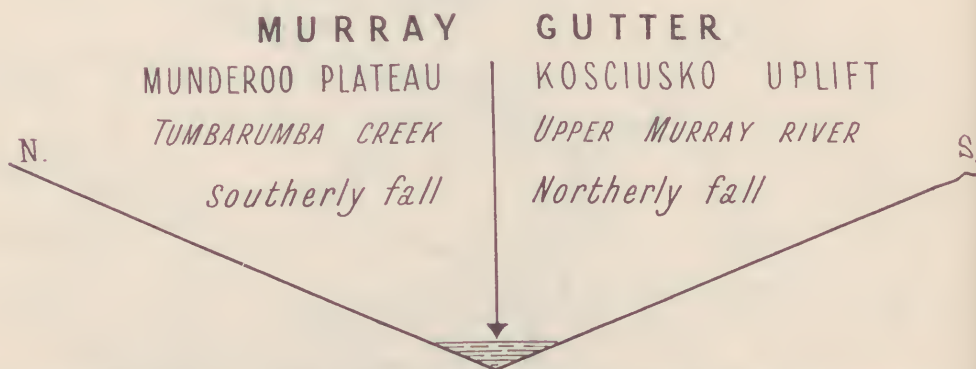 MURRAY GUTTER
MUNDEROO PLATEAU KOSCIUSKO UPLIFT
TUMBARUMBA CREEK UPPER MURRAY RIVER
N. S
Southerly fall Northerly fall